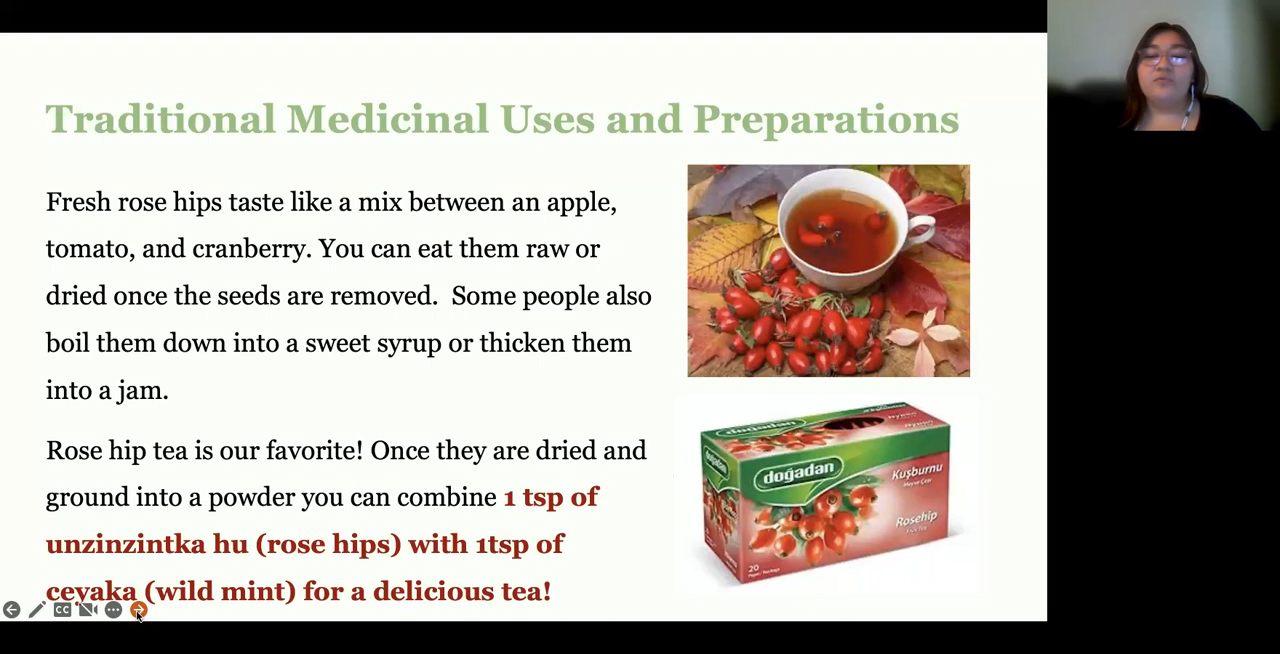 Traditional Medicinal Uses and Preparations
Fresh rose hips taste like a mix between an apple,
tomato, and cranberry. You can eat them raw or
dried once the seeds are removed.  Some people also
boil them down into a sweet syrup or thicken them
into a jam.
Rose hip tea is our favorite! Once they are dried and
ground into a powder you can combine 1 tsp of
unzinzintka hu (rose hips) with 1tsp of
ceyaka (wild mint) for a delicious tea!
doğadan
Kuşburnu
Rosehip
20
CC